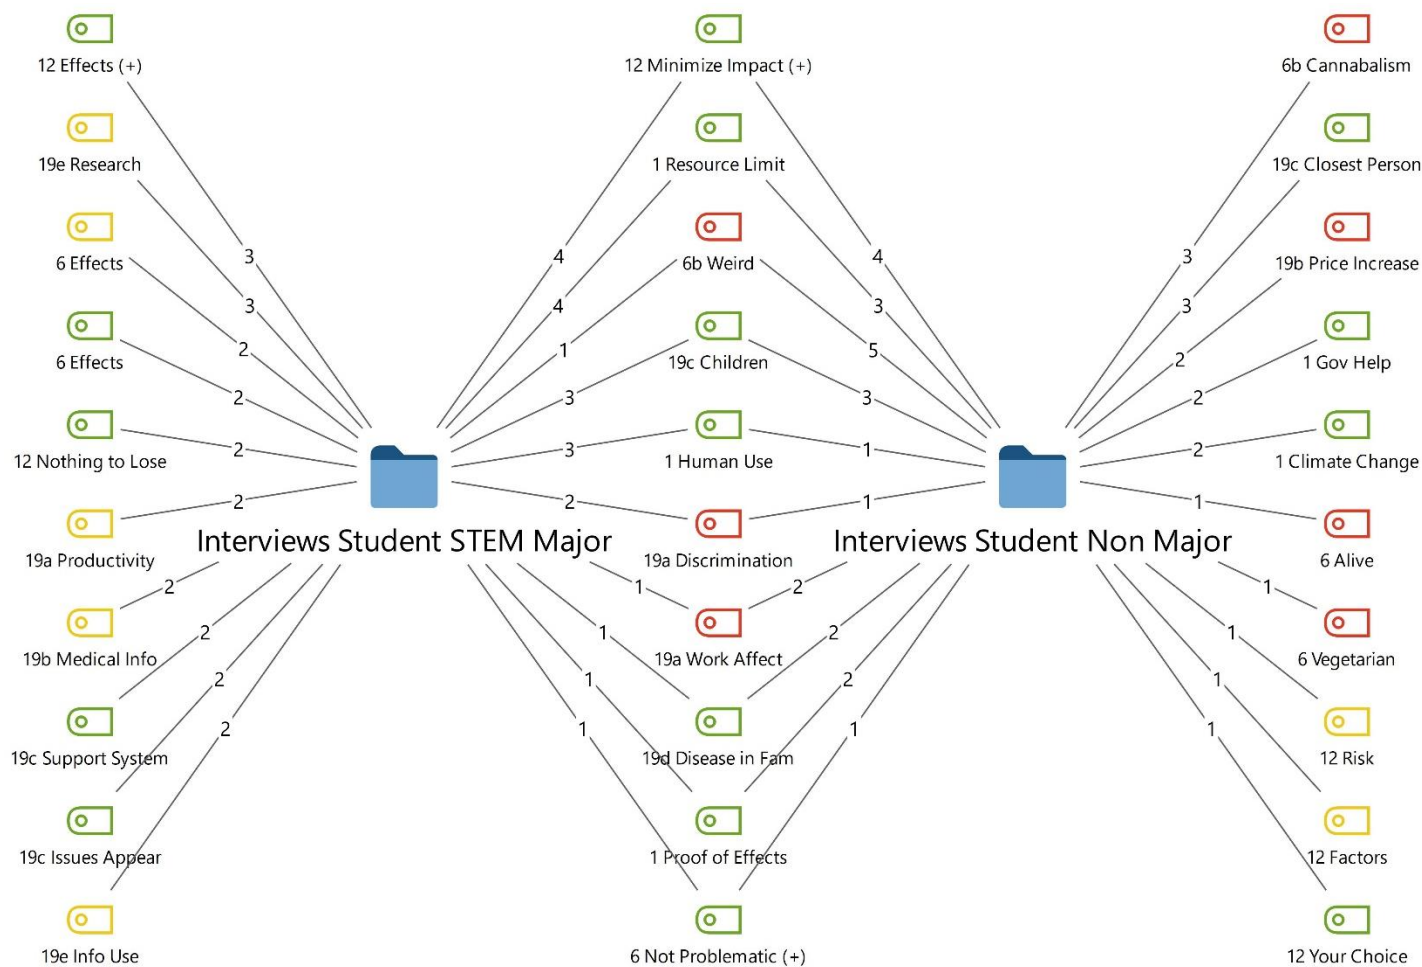 12 Effects (+)
12 Minimize Impact (+)
6b Cannabalism
19e Research
1 Resource Limit
19c Closest Person
6 Effects
6b Weird
19b Price Increase
3
4
4
3
3
4
3
3
6 Effects
19c Children
1 Gov Help
2
1
5
2
2
3
3
2
12 Nothing to Lose
1 Human Use
1 Climate Change
2
3
1
2
2
2
1
1
19a Productivity
19a Discrimination
6 Alive
Interviews Student STEM Major
Interviews Student Non Major
2
1
2
1
19b Medical Info
19a Work Affect
6 Vegetarian
2
1
2
1
2
1
2
1
2
1
1
1
19c Support System
19d Disease in Fam
12 Risk
19c Issues Appear
1 Proof of Effects
12 Factors
19e Info Use
6 Not Problematic (+)
12 Your Choice